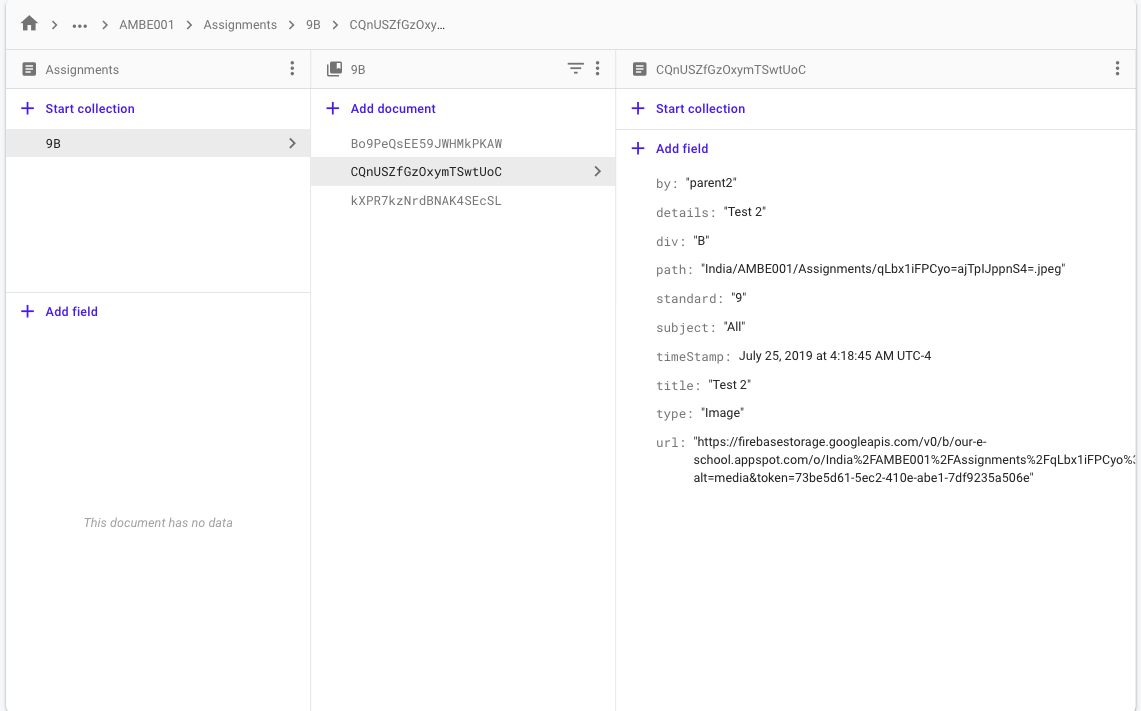 ... AMBE001 Assignments 9B CQnUSZfGzOxy...
Assignments
Start collection
9B
Add field
This document has no data
9B
Add document
Bo9PeQsEE59JWHMkPKAW
CQnUSZfGzOxymTSwtUoC
kXPR7kzNrdBNAK4SEcSL
CQnUSZfGzOxymTSwtUoC
Start collection
Add field
by: "parent2"
details: "Test 2"
div: "B"
path: "India/AMBE001/Assignments/qLbx1iFPCyo=ajTpIJppnS4=.jpeg"
standard: "9"
subject: "All"
timeStamp: July 25, 2019 at 4:18:45 AM UTC-4
title: "Test 2"
type: "Image"
url: "https://firebasestorage.googleapis.com/v0/b/our-e-
school.appspot.com/o/India%2FAMBE001%2FAssignments%2FqLbx1iFPCyo%3
alt=media&token=73be5d61-5ec2-410e-abe1-7df9235a506e"